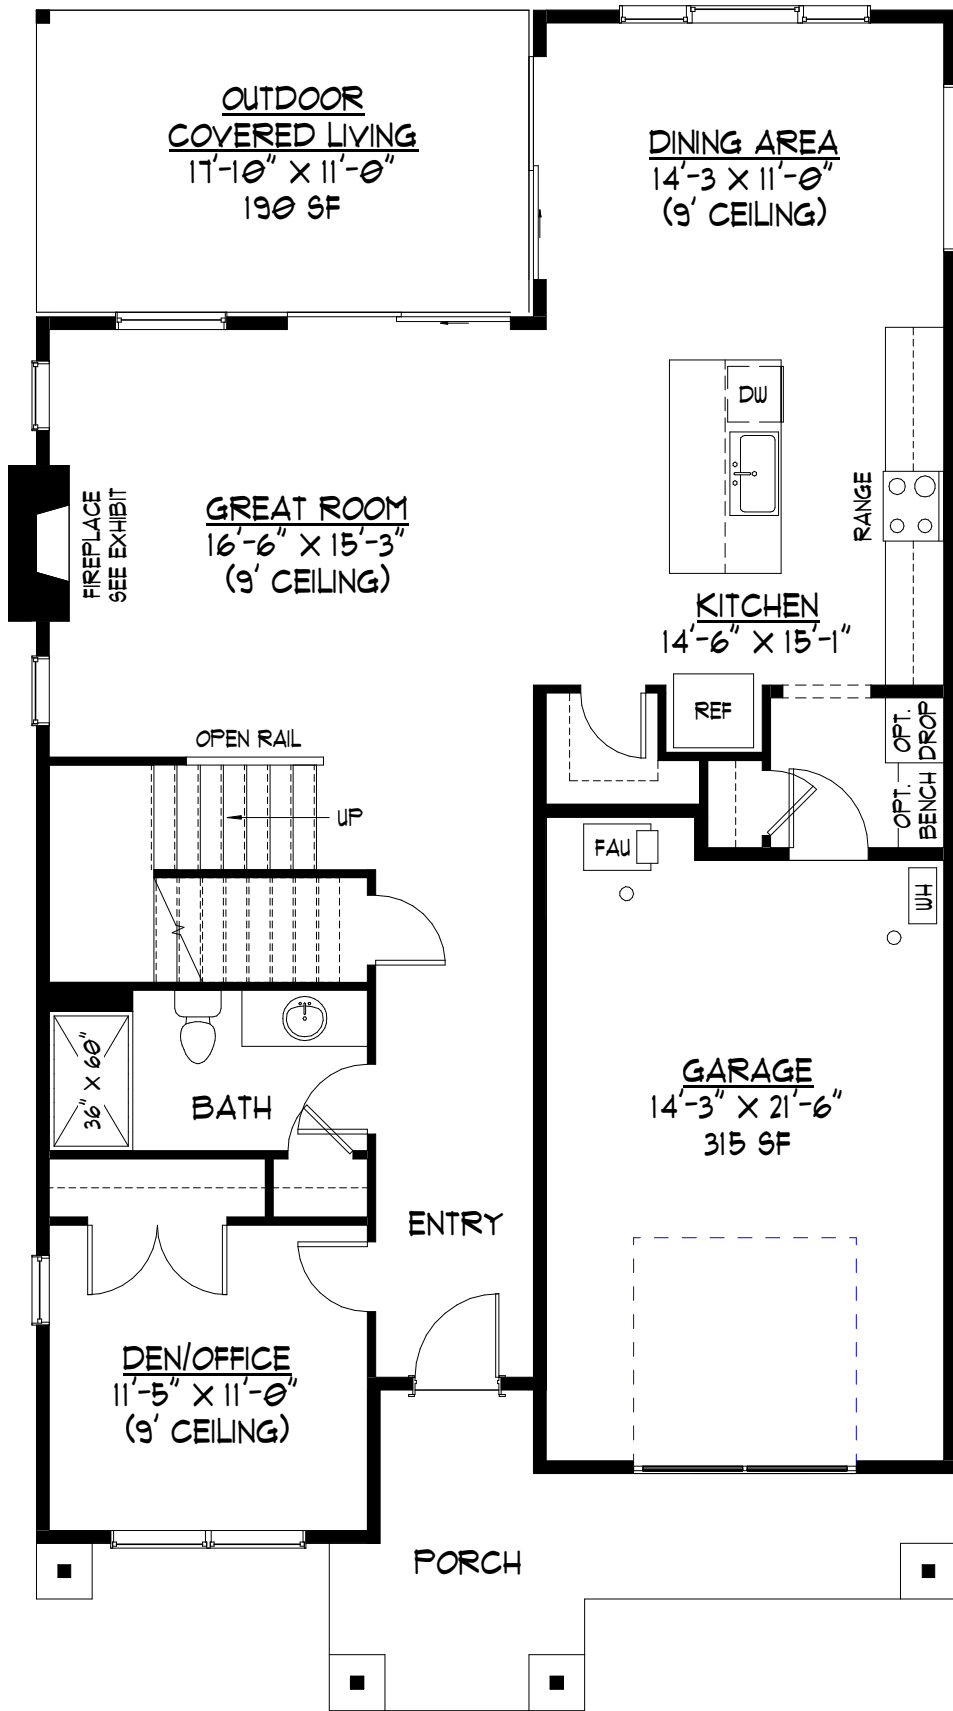 OUTDOOR
COVERED LIVING
17'-10" X 11'-0"
190 SF
DINING AREA
14'-3 X 11'-0"
(9' CEILING)
DW
RANGE
FIREPLACE
SEE EXHIBIT
GREAT ROOM
16'-6" X 15'-3"
(9' CEILING)
KITCHEN
14'-6" X 15'-1"
REF
OPT.
DROP
OPEN RAIL
UP
OPT.
BENCH
FAU
WH
36" X 60"
BATH
GARAGE
14'-3" X 21'-6"
315 SF
ENTRY
DEN/OFFICE
11'-5" X 11'-0"
(9' CEILING)
PORCH